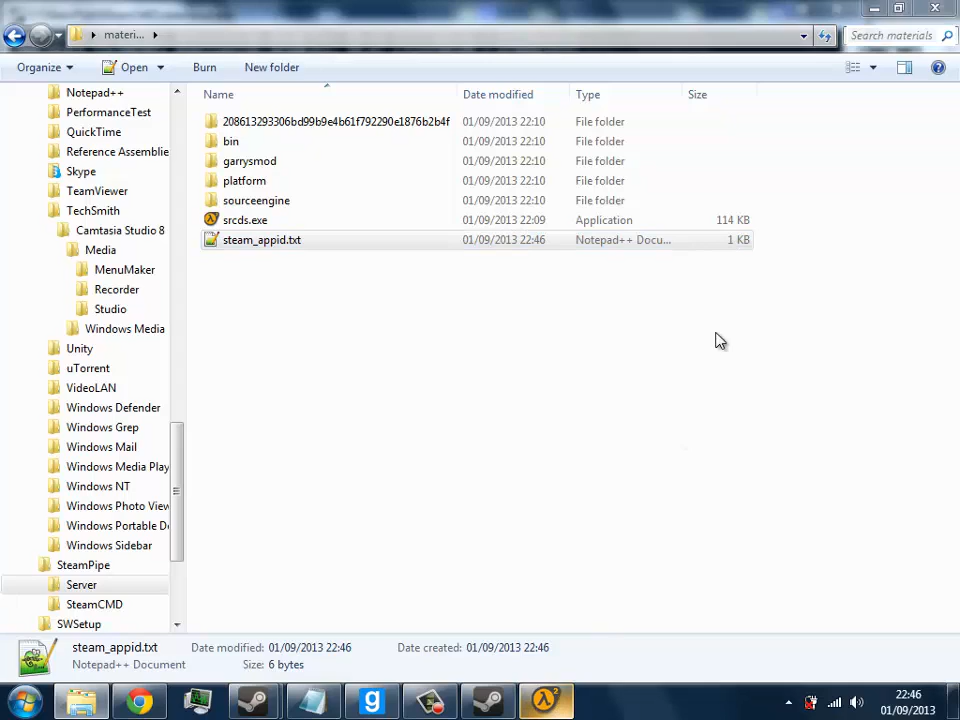 materi...
Search materials
Organize
Open
Burn
New folder
Name
Date modified
Type
Size
208613293306bd99b9e4b61f792290e1876b2b4f 01/09/2013 22:10 File folder
bin 01/09/2013 22:10 File folder
garrysmod 01/09/2013 22:10 File folder
platform 01/09/2013 22:10 File folder
sourceengine 01/09/2013 22:10 File folder
srcds.exe 01/09/2013 22:09 Application 114 KB
steam_appid.txt 01/09/2013 22:46 Notepad++ Docu... 1 KB
Notepad++
PerformanceTest
QuickTime
Reference Assemblie
Skype
TeamViewer
TechSmith
Camtasia Studio 8
Media
MenuMaker
Recorder
Studio
Windows Media
Unity
uTorrent
VideoLAN
Windows Defender
Windows Grep
Windows Mail
Windows Media Play
Windows NT
Windows Photo View
Windows Portable De
Windows Sidebar
SteamPipe
Server
SteamCMD
SWSetup
steam_appid.txt Date modified: 01/09/2013 22:46 Date created: 01/09/2013 22:46
Notepad++ Document Size: 6 bytes
22:46
01/09/2013